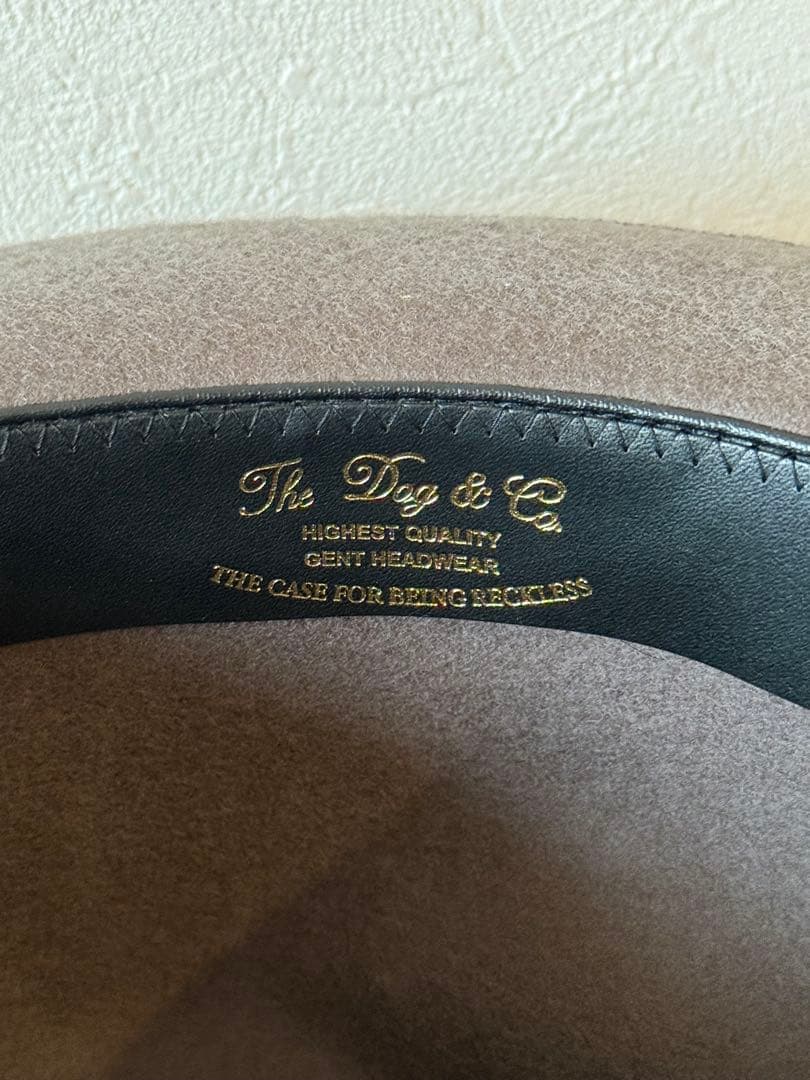 The Dog & Co.
HIGHEST QUALITY
GENT HEADWEAR
THE CASE FOR BEING RECKLESS